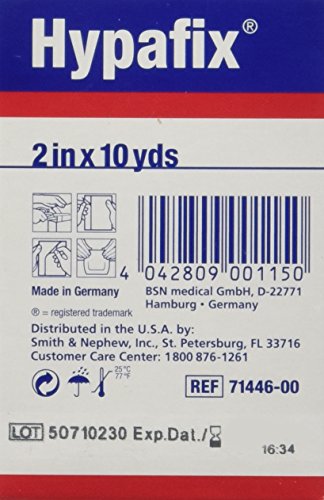 Hypafix®
2 in x 10 yds
4 042809 001150
Made in Germany
BSN medical GmbH, D-22771
Hamburg • Germany
® = registered trademark
Distributed in the U.S.A. by:
Smith & Nephew, Inc., St. Petersburg, FL 33716
Customer Care Center: 1800 876-1261
25°C
77°F
REF 71446-00
LOT 50710230 Exp.Dat./
16:34